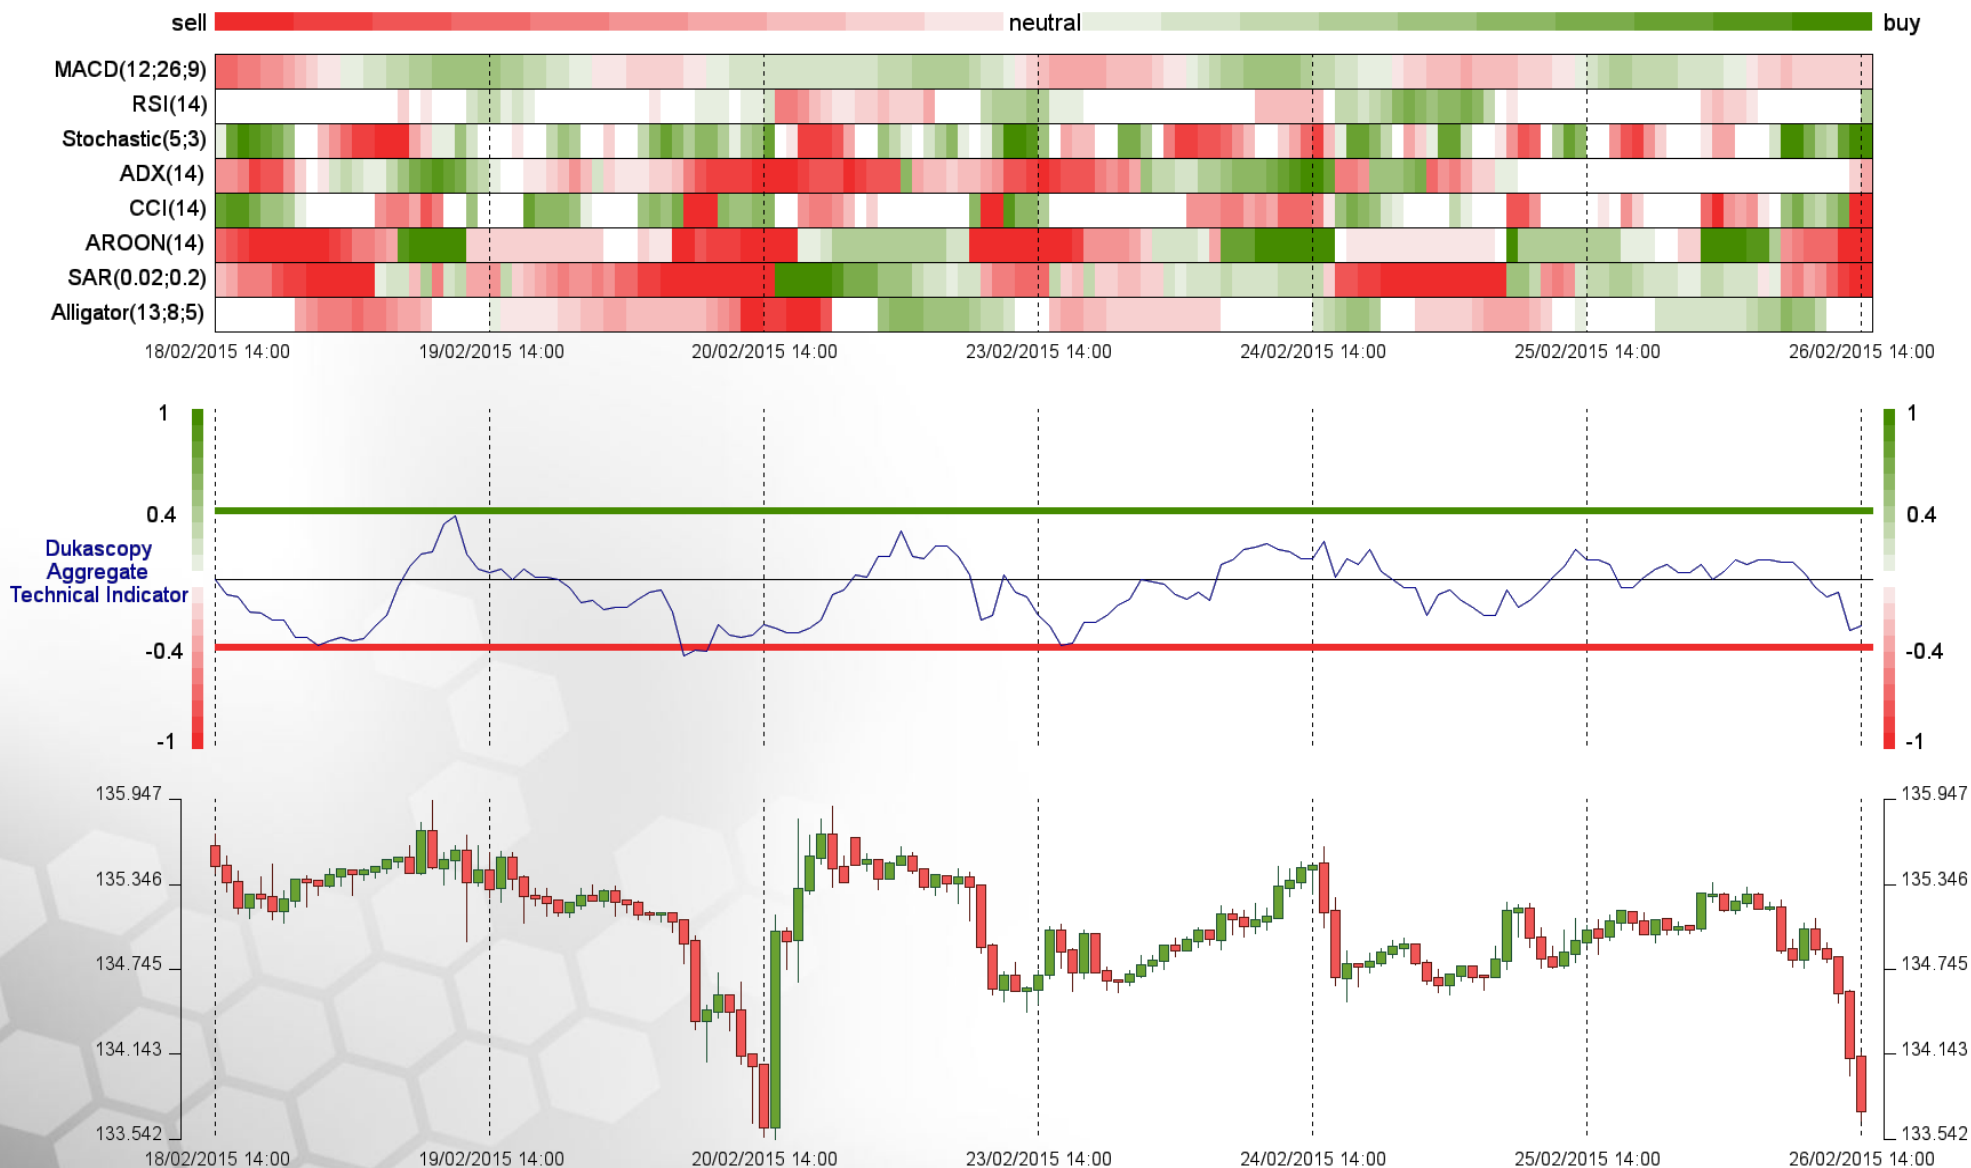 sell neutral buy
MACD(12;26;9)
RSI(14)
Stochastic(5;3)
ADX(14)
CCI(14)
AROON(14)
SAR(0.02;0.2)
Alligator(13;8;5)
18/02/2015 14:00 19/02/2015 14:00 20/02/2015 14:00 23/02/2015 14:00 24/02/2015 14:00 25/02/2015 14:00 26/02/2015 14:00
1 1
0.4 0.4
Dukascopy
Aggregate
Technical Indicator
-0.4 -0.4
-1 -1
135.947 135.947
135.346 135.346
134.745 134.745
134.143 134.143
133.542 133.542
18/02/2015 14:00 19/02/2015 14:00 20/02/2015 14:00 23/02/2015 14:00 24/02/2015 14:00 25/02/2015 14:00 26/02/2015 14:00